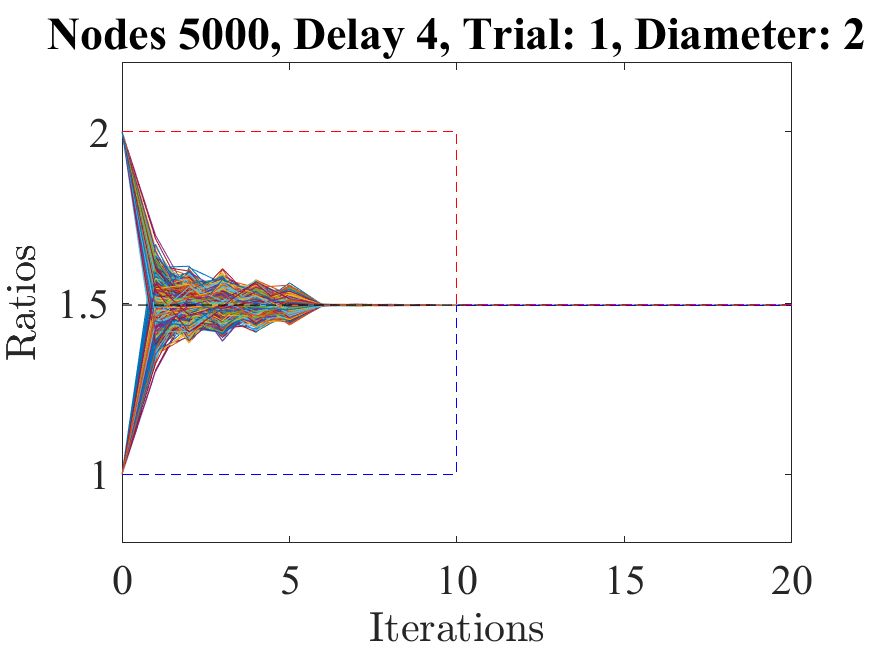 Nodes 5000, Delay 4, Trial: 1, Diameter: 2
2
1.5
1
Ratios
0 5 10 15 20
Iterations